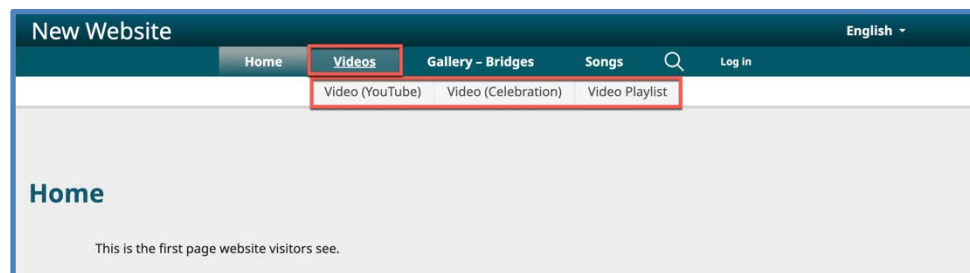 New Website English
Home Videos Gallery – Bridges Songs Log in
Video (YouTube) Video (Celebration) Video Playlist
Home
This is the first page website visitors see.